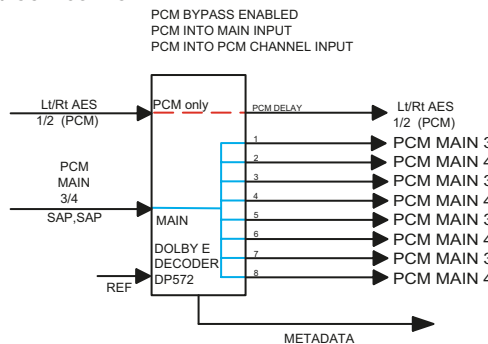 PCM BYPASS ENABLED
PCM INTO MAIN INPUT
PCM INTO PCM CHANNEL INPUT
Lt/Rt AES
1/2 (PCM)
PCM only
PCM DELAY
Lt/Rt AES
1/2 (PCM)
1
PCM MAIN 3
2
PCM MAIN 4
3
PCM MAIN 3
4
PCM MAIN 4
5
PCM MAIN 3
6
PCM MAIN 4
7
PCM MAIN 3
8
PCM MAIN 4
PCM
MAIN
3/4
SAP,SAP
MAIN
DOLBY E
DECODER
DP572
REF
METADATA